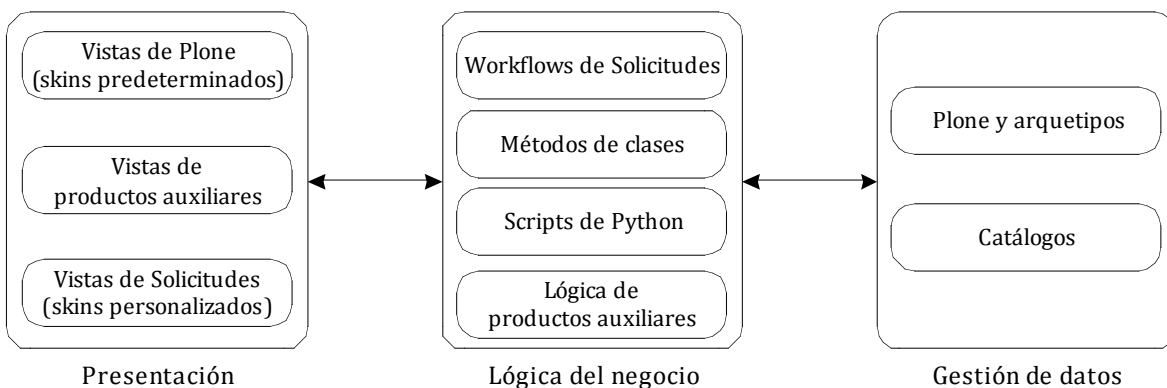 Vistas de Plone
(skins predeterminados)
Vistas de
productos auxiliares
Vistas de Solicitudes
(skins personalizados)
Presentación
Workflows de Solicitudes
Métodos de clases
Scripts de Python
Lógica de
productos auxiliares
Lógica del negocio
Plone y arquetipos
Catálogos
Gestión de datos